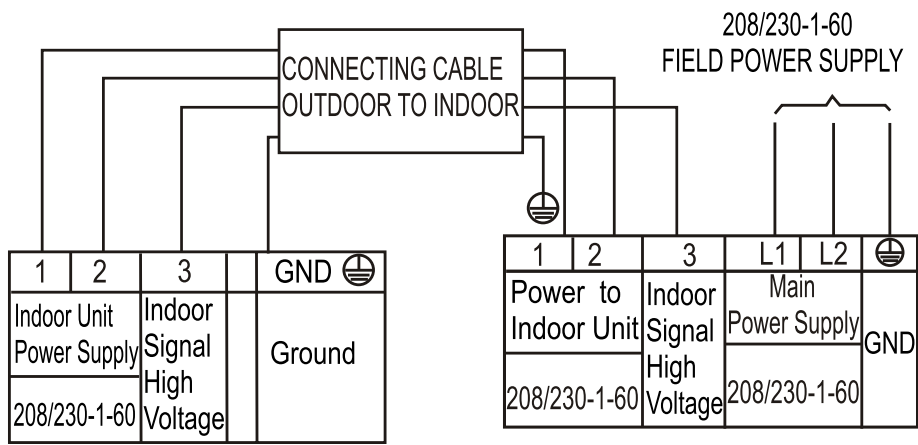 208/230-1-60
FIELD POWER SUPPLY
CONNECTING CABLE
OUTDOOR TO INDOOR
1 2 3 GND
Indoor Unit
Power Supply
208/230-1-60
Indoor
Signal
High
Voltage
Ground
1 2 3 L1 L2
Power to
Indoor Unit
208/230-1-60
Indoor
Signal
High
Voltage
Main
Power Supply
208/230-1-60
GND